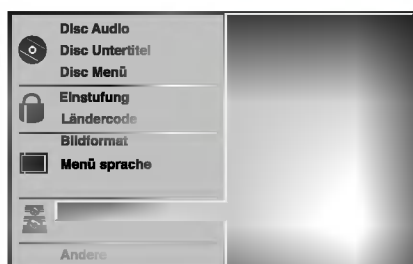 Disc Audio
Disc Untertitel
Disc Menü
Einstufung
Ländercode
Bildformat
Menü sprache
Andere